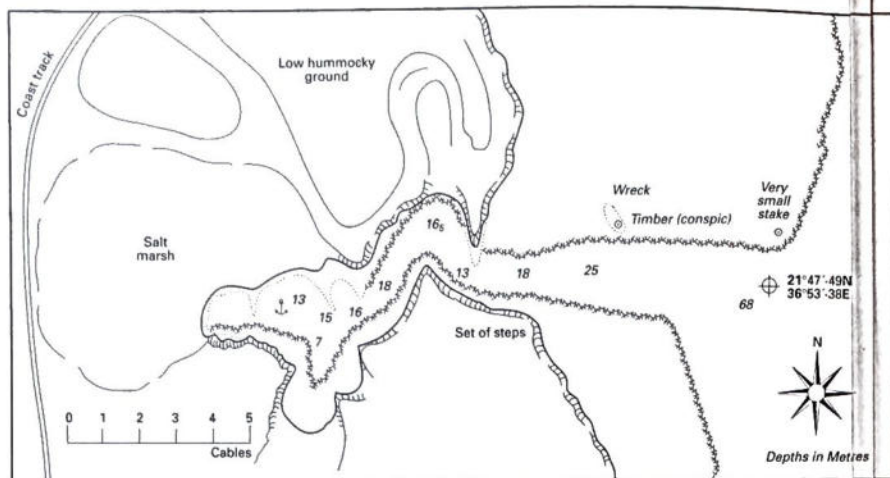 Coast track
Low hummocky
ground
Wreck
Very
small
stake
Timber (conspic)
16₅
Salt
marsh
13
18
25
21°47'·49N
36°53'·38E
68
18
13
15
16
7
Set of steps
N
0 1 2 3 4 5
Cables
Depths in Metres